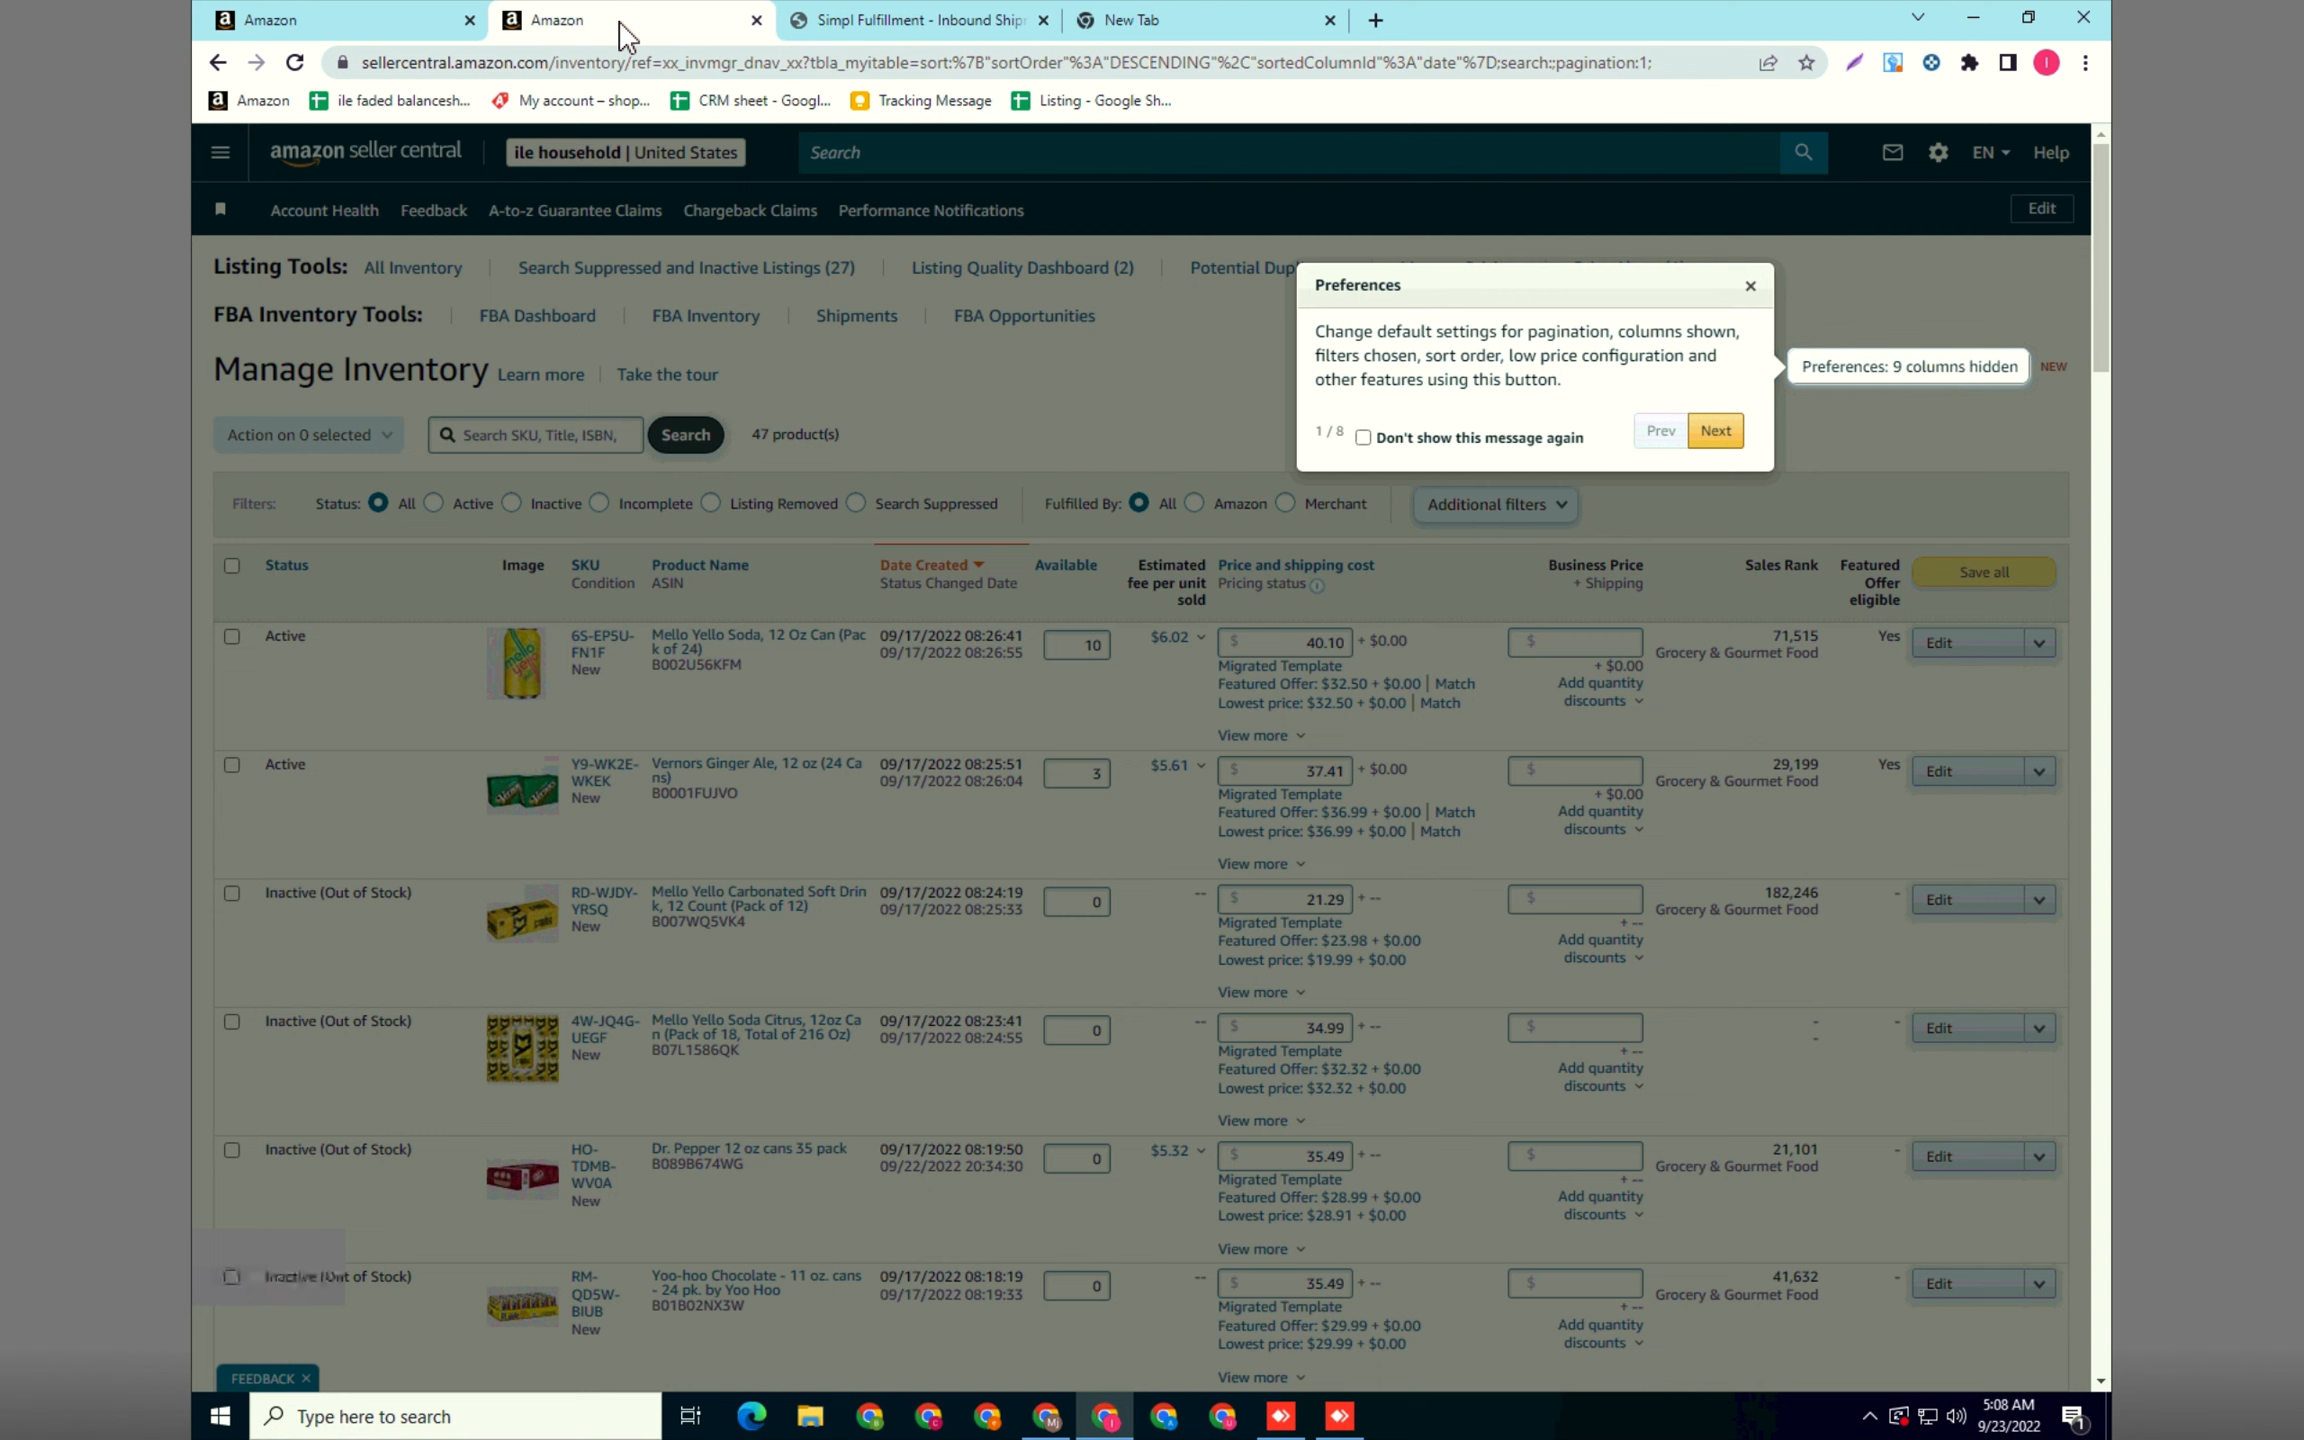 Amazon
Amazon
Simpl Fulfillment - Inbound Ship
New Tab
sellercentral.amazon.com/inventory/ref=xx_invmgr_dnav_xx?tbla_myitable=sort:%7B"sortOrder"%3A"DESCENDING"%2C"sortedColumnId"%3A"date"%7D;search:;pagination:1;
Amazon
ile faded balancesh...
My account – shop...
CRM sheet - Googl...
Tracking Message
Listing - Google Sh...
amazon seller central
ile household | United States
Search
EN
Help
Account Health
Feedback
A-to-z Guarantee Claims
Chargeback Claims
Performance Notifications
Edit
Listing Tools:
All Inventory
Search Suppressed and Inactive Listings (27)
Listing Quality Dashboard (2)
Potential Dup
FBA Inventory Tools:
FBA Dashboard
FBA Inventory
Shipments
FBA Opportunities
Preferences
Change default settings for pagination, columns shown,
filters chosen, sort order, low price configuration and
other features using this button.
1 / 8
Don't show this message again
Prev
Next
Preferences: 9 columns hidden
NEW
Manage Inventory
Learn more
Take the tour
Action on 0 selected
Search SKU, Title, ISBN,
Search
47 product(s)
Filters:
Status:
All
Active
Inactive
Incomplete
Listing Removed
Search Suppressed
Fulfilled By:
All
Amazon
Merchant
Additional filters
Status
Image
SKU
Condition
Product Name
ASIN
Date Created
Status Changed Date
Available
Estimated
fee per unit
sold
Price and shipping cost
Pricing status
Business Price
+ Shipping
Sales Rank
Featured
Offer
eligible
Save all
Active
6S-EP5U-
FN1F
New
Mello Yello Soda, 12 Oz Can (Pac
k of 24)
B002U56KFM
09/17/2022 08:26:41
09/17/2022 08:26:55
10
$6.02
$ 40.10 + $0.00
Migrated Template
Featured Offer: $32.50 + $0.00 | Match
Lowest price: $32.50 + $0.00 | Match
View more
$
+ $0.00
Add quantity
discounts
71,515
Grocery & Gourmet Food
Yes
Edit
Active
Y9-WK2E-
WKEK
New
Vernors Ginger Ale, 12 oz (24 Ca
ns)
B0001FUJVO
09/17/2022 08:25:51
09/17/2022 08:26:04
3
$5.61
$ 37.41 + $0.00
Migrated Template
Featured Offer: $36.99 + $0.00 | Match
Lowest price: $36.99 + $0.00 | Match
View more
$
+ $0.00
Add quantity
discounts
29,199
Grocery & Gourmet Food
Yes
Edit
Inactive (Out of Stock)
RD-WJDY-
YRSQ
New
Mello Yello Carbonated Soft Drin
k, 12 Count (Pack of 12)
B007WQ5VK4
09/17/2022 08:24:19
09/17/2022 08:25:33
0
--
$ 21.29 + --
Migrated Template
Featured Offer: $23.98 + $0.00
Lowest price: $19.99 + $0.00
View more
$
+ --
Add quantity
discounts
182,246
Grocery & Gourmet Food
-
Edit
Inactive (Out of Stock)
4W-JQ4G-
UEGF
New
Mello Yello Soda Citrus, 12oz Ca
n (Pack of 18, Total of 216 Oz)
B07L1586QK
09/17/2022 08:23:41
09/17/2022 08:24:55
0
--
$ 34.99 + --
Migrated Template
Featured Offer: $32.32 + $0.00
Lowest price: $32.32 + $0.00
View more
$
+ --
Add quantity
discounts
-
-
-
Edit
Inactive (Out of Stock)
HO-
TDMB-
WV0A
New
Dr. Pepper 12 oz cans 35 pack
B089B674WG
09/17/2022 08:19:50
09/22/2022 20:34:30
0
$5.32
$ 35.49 + --
Migrated Template
Featured Offer: $28.99 + $0.00
Lowest price: $28.91 + $0.00
View more
$
+ --
Add quantity
discounts
21,101
Grocery & Gourmet Food
-
Edit
Inactive (Out of Stock)
RM-
QD5W-
BIUB
New
Yoo-hoo Chocolate - 11 oz. cans
- 24 pk. by Yoo Hoo
B01B02NX3W
09/17/2022 08:18:19
09/17/2022 08:19:33
0
--
$ 35.49 + --
Migrated Template
Featured Offer: $29.99 + $0.00
Lowest price: $29.99 + $0.00
View more
$
+ --
Add quantity
discounts
41,632
Grocery & Gourmet Food
-
Edit
FEEDBACK
Type here to search
5:08 AM
9/23/2022
1